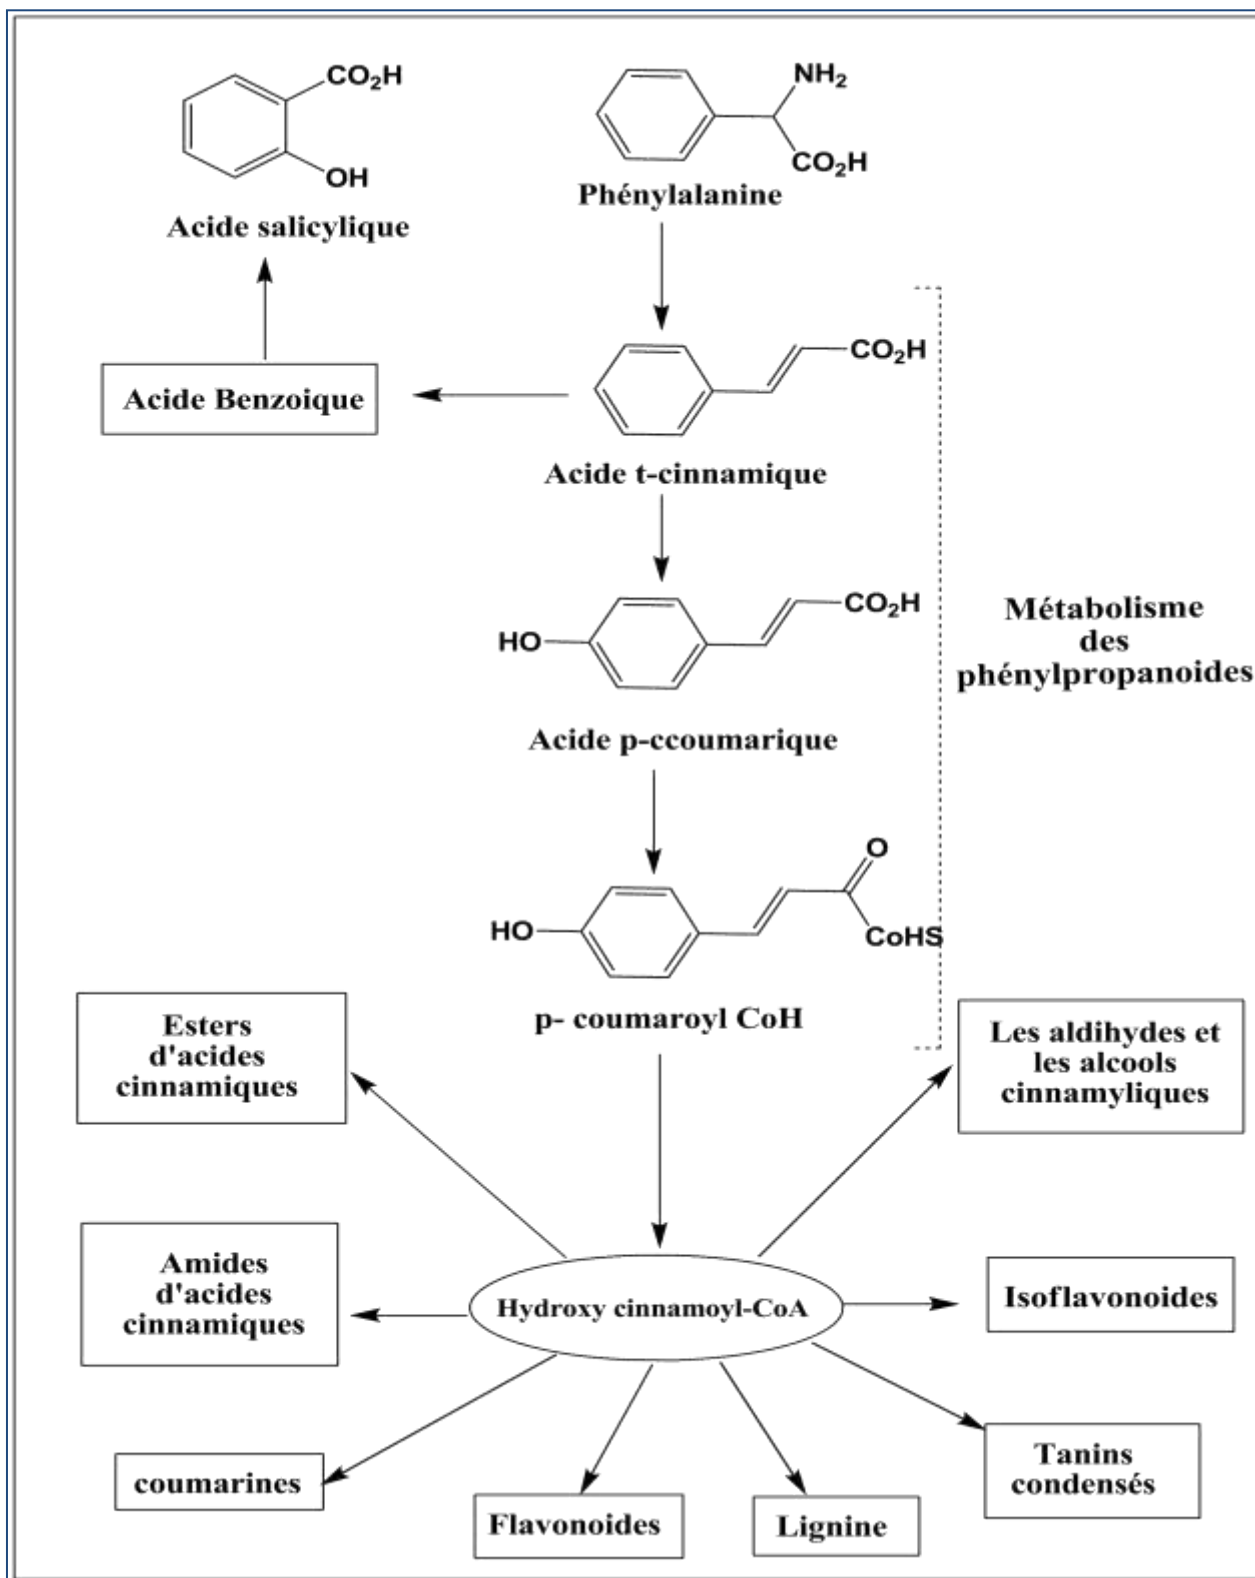 CO₂H
OH
Acide salicylique
NH₂
CO₂H
Phénylalanine
Acide Benzoique
CO₂H
Acide t-cinnamique
HO
CO₂H
Acide p-ccoumarique
Métabolisme
des
phénylpropanoides
O
HO
CoHS
p- coumaroyl CoH
Esters
d'acides
cinnamiques
Les aldihydes et
les alcools
cinnamyliques
Amides
d'acides
cinnamiques
Hydroxy cinnamoyl-CoA
Isoflavonoides
coumarines
Flavonoides
Lignine
Tanins
condensés